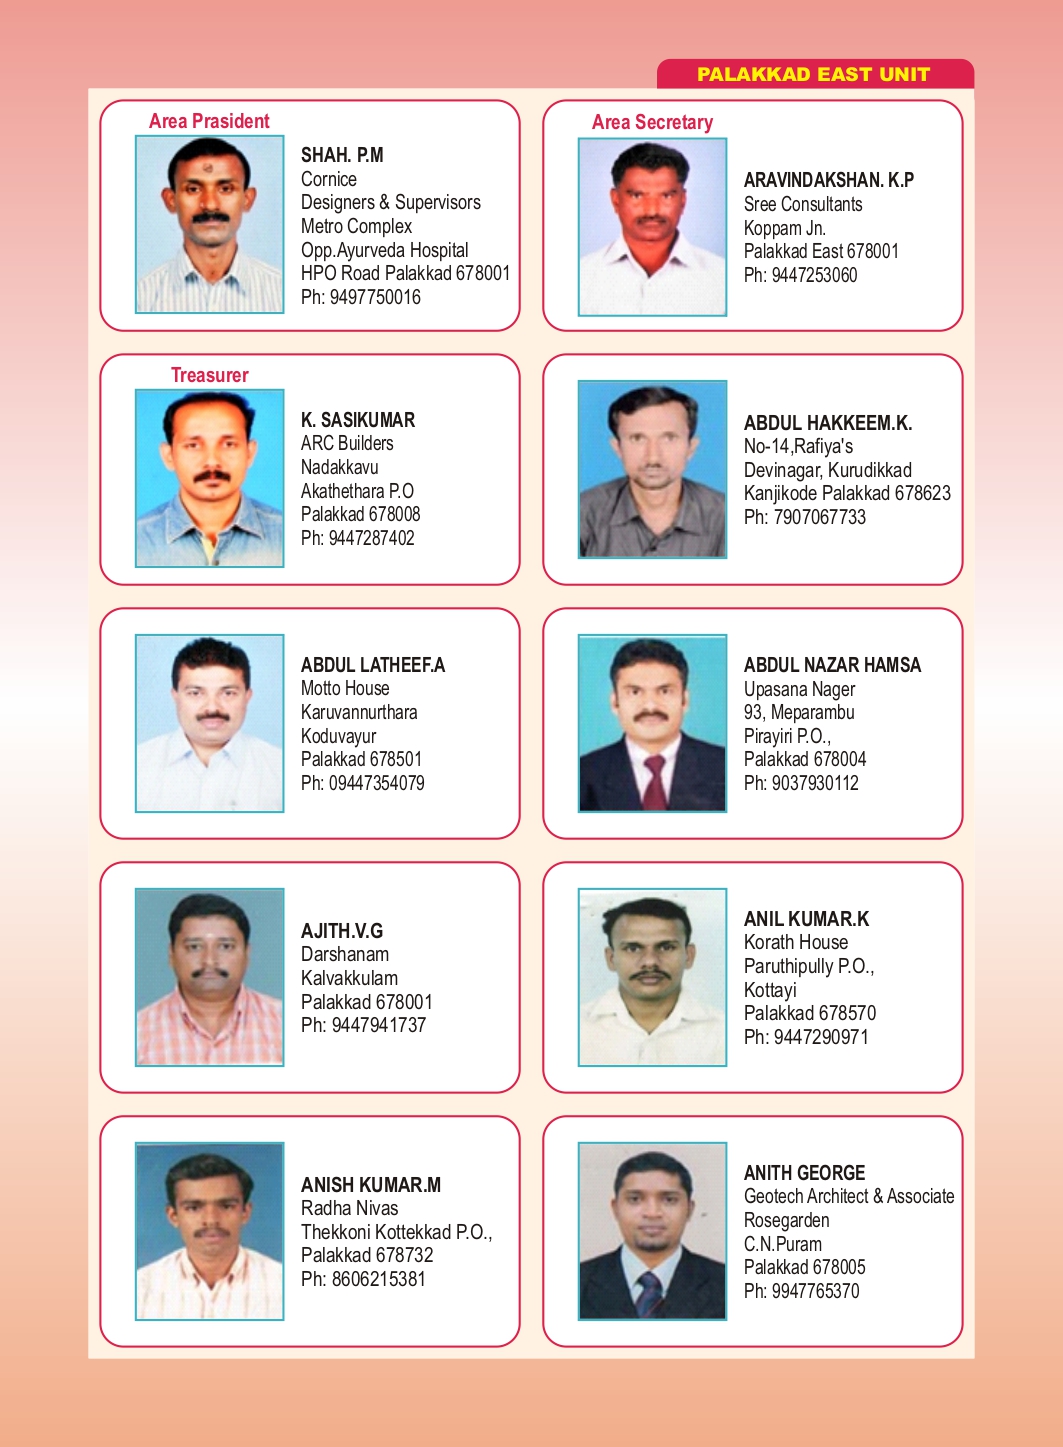 PALAKKAD EAST UNIT
Area Prasident
SHAH. P.M
Cornice
Designers & Supervisors
Metro Complex
Opp.Ayurveda Hospital
HPO Road Palakkad 678001
Ph: 9497750016
Area Secretary
ARAVINDAKSHAN. K.P
Sree Consultants
Koppam Jn.
Palakkad East 678001
Ph: 9447253060
Treasurer
K. SASIKUMAR
ARC Builders
Nadakkavu
Akathethara P.O
Palakkad 678008
Ph: 9447287402
ABDUL HAKKEEM.K.
No-14,Rafiya's
Devinagar, Kurudikkad
Kanjikode Palakkad 678623
Ph: 7907067733
ABDUL LATHEEF.A
Motto House
Karuvannurthara
Koduvayur
Palakkad 678501
Ph: 09447354079
ABDUL NAZAR HAMSA
Upasana Nager
93, Meparambu
Pirayiri P.O.,
Palakkad 678004
Ph: 9037930112
AJITH.V.G
Darshanam
Kalvakkulam
Palakkad 678001
Ph: 9447941737
ANIL KUMAR.K
Korath House
Paruthipully P.O.,
Kottayi
Palakkad 678570
Ph: 9447290971
ANISH KUMAR.M
Radha Nivas
Thekkoni Kottekkad P.O.,
Palakkad 678732
Ph: 8606215381
ANITH GEORGE
Geotech Architect & Associate
Rosegarden
C.N.Puram
Palakkad 678005
Ph: 9947765370